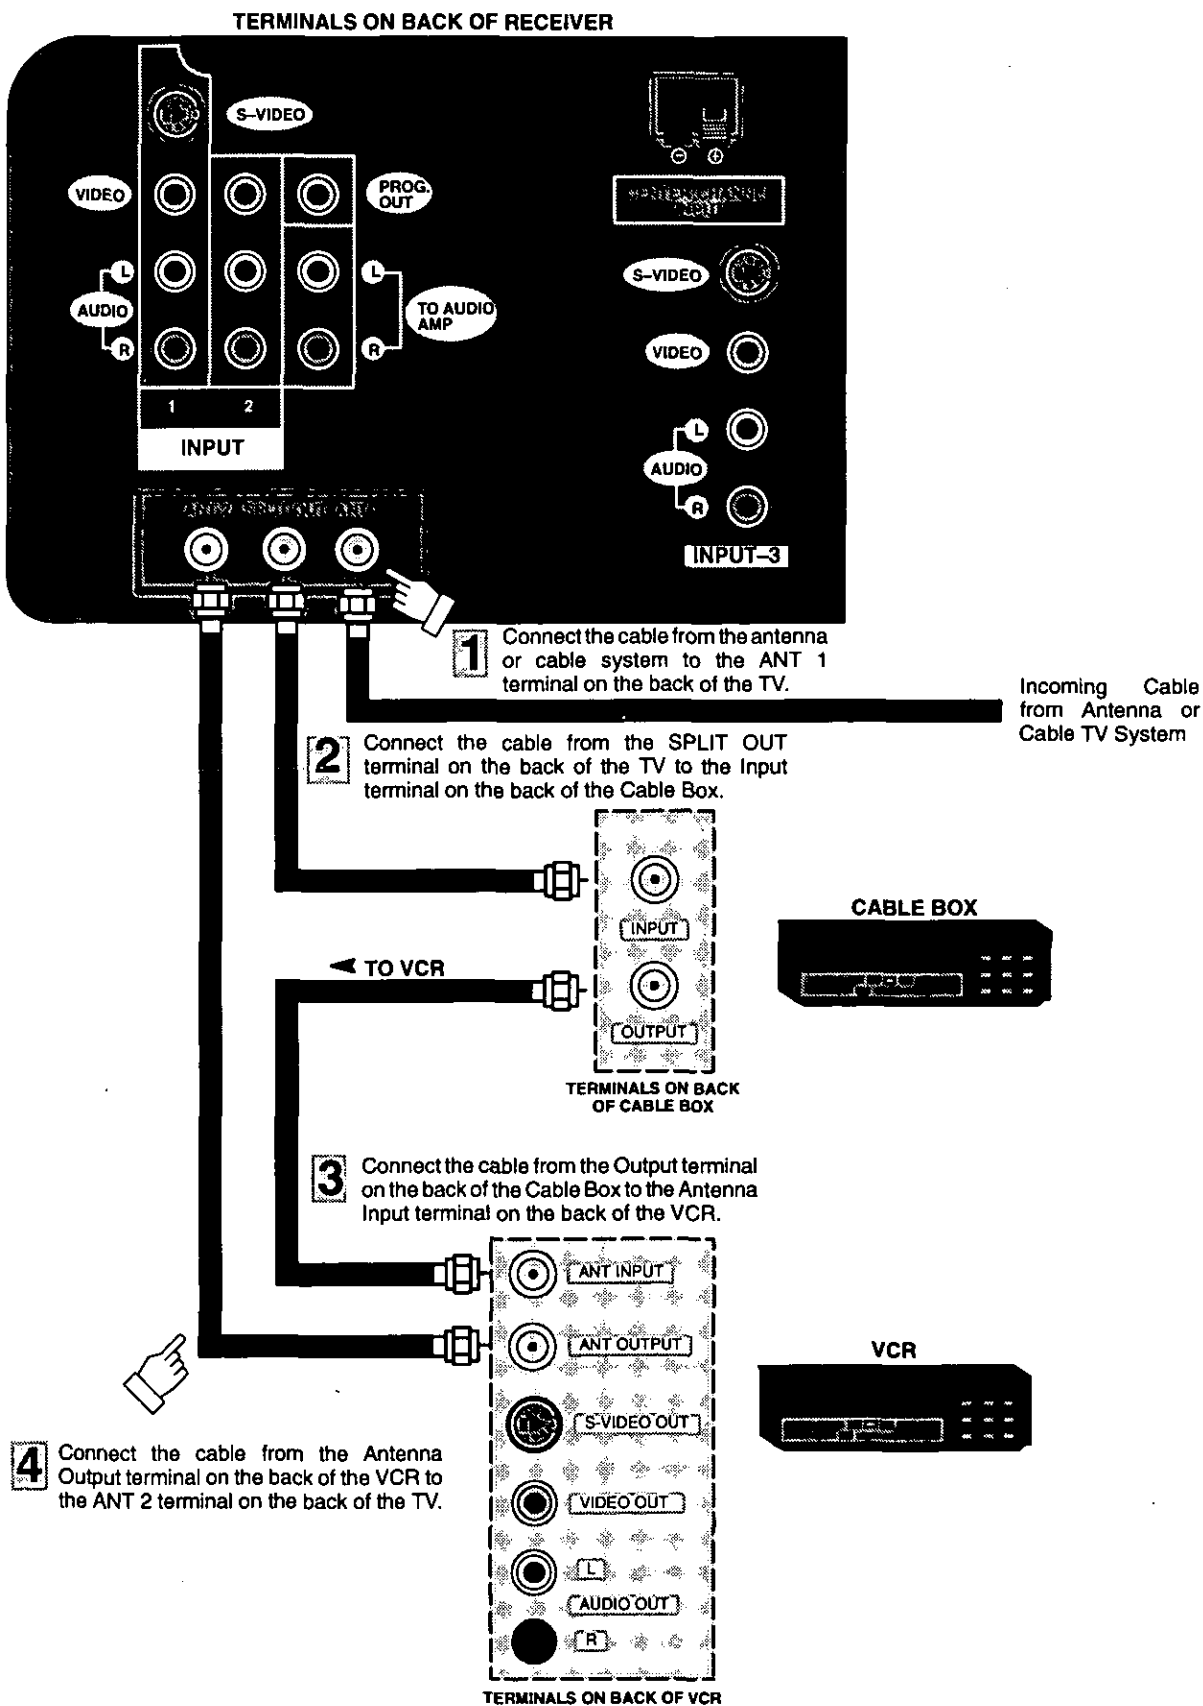 TERMINALS ON BACK OF RECEIVER
S–VIDEO
VIDEO
PROG.
OUT
L
AUDIO
R
L
TO AUDIO
AMP
R
1 2
INPUT
S–VIDEO
VIDEO
L
AUDIO
R
INPUT–3
ANT2 SPLIT OUT ANT1
1 Connect the cable from the antenna
or cable system to the ANT 1
terminal on the back of the TV.
Incoming Cable
from Antenna or
Cable TV System
2 Connect the cable from the SPLIT OUT
terminal on the back of the TV to the Input
terminal on the back of the Cable Box.
INPUT
CABLE BOX
TO VCR
OUTPUT
TERMINALS ON BACK
OF CABLE BOX
3 Connect the cable from the Output terminal
on the back of the Cable Box to the Antenna
Input terminal on the back of the VCR.
ANT INPUT
ANT OUTPUT
VCR
S-VIDEO OUT
4 Connect the cable from the Antenna
Output terminal on the back of the VCR to
the ANT 2 terminal on the back of the TV.
VIDEO OUT
L
AUDIO OUT
R
TERMINALS ON BACK OF VCR